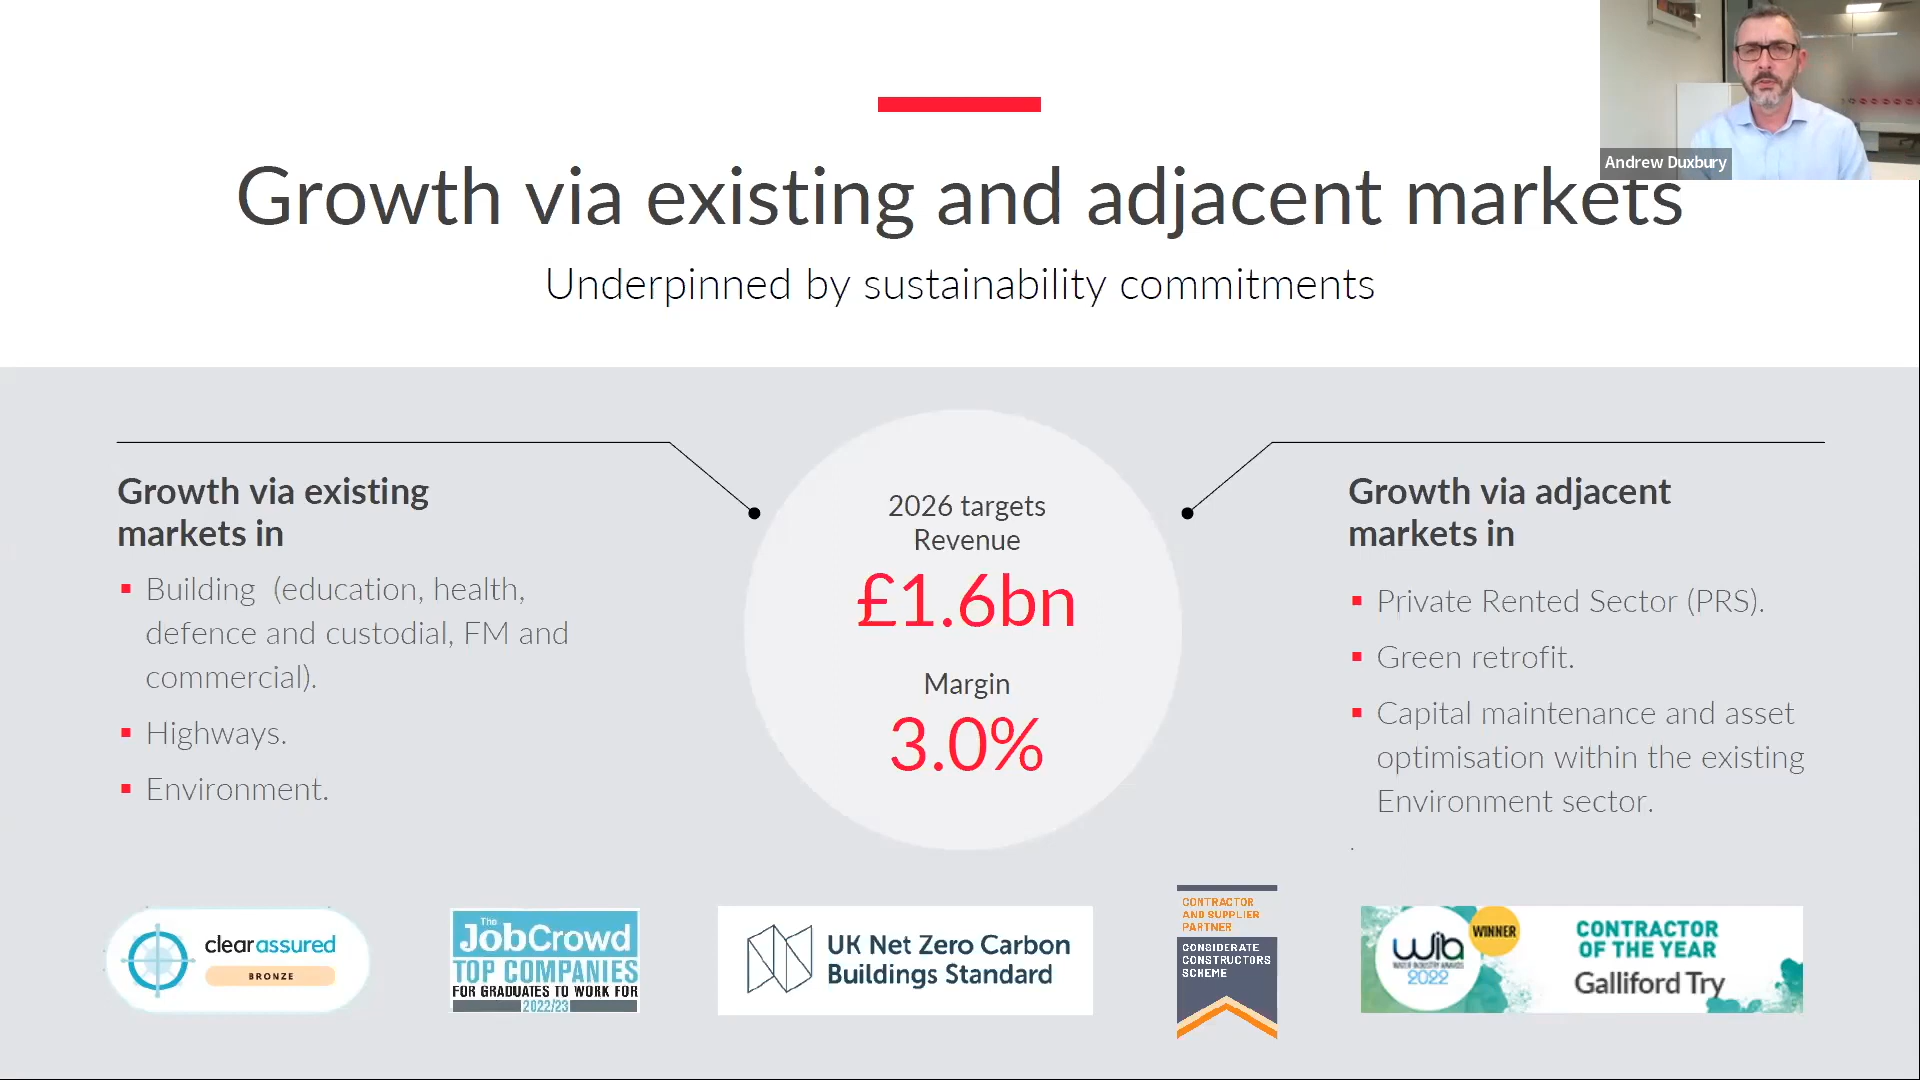 Andrew Duxbury
Growth via existing and adjacent markets
Underpinned by sustainability commitments
Growth via existing
markets in
Building (education, health,
defence and custodial, FM and
commercial).
Highways.
Environment.
2026 targets
Revenue
£1.6bn
Margin
3.0%
Growth via adjacent
markets in
Private Rented Sector (PRS).
Green retrofit.
Capital maintenance and asset
optimisation within the existing
Environment sector.
.
clearassured
BRONZE
The
JobCrowd
TOP COMPANIES
FOR GRADUATES TO WORK FOR
2022/23
UK Net Zero Carbon
Buildings Standard
CONTRACTOR
AND SUPPLIER
PARTNER
CONSIDERATE
CONSTRUCTORS
SCHEME
wia
WATER INDUSTRY AWARDS
2022
WINNER
CONTRACTOR
OF THE YEAR
Galliford Try